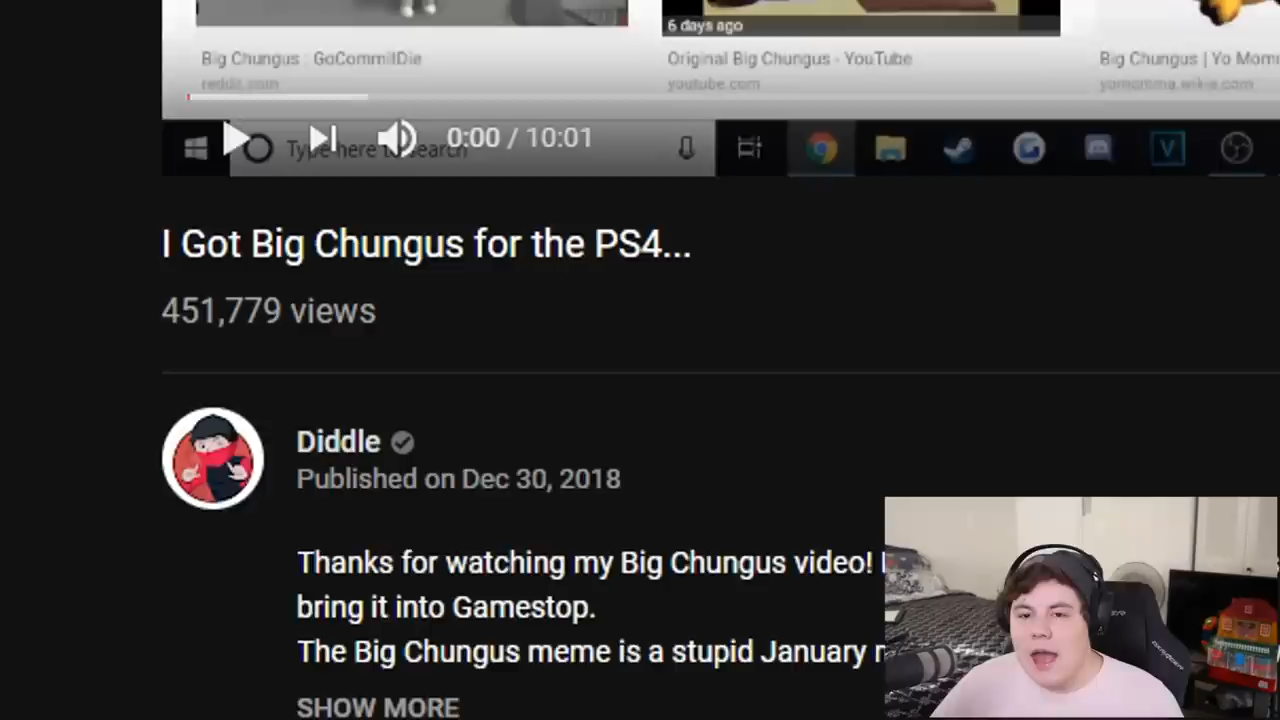 6 days ago
Big Chungus : GoCommitDie
Original Big Chungus - YouTube
Big Chungus | Yo Mom
reddit.com
youtube.com
yomomma.wikia.com
0:00 / 10:01
Type here to search
I Got Big Chungus for the PS4...
451,779 views
Diddle
Published on Dec 30, 2018
Thanks for watching my Big Chungus video!
bring it into Gamestop.
The Big Chungus meme is a stupid January
SHOW MORE